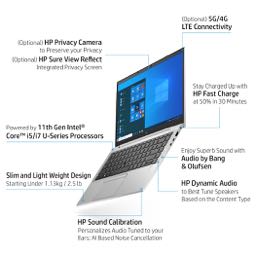 (Optional) 5G/4G
LTE Connectivity
(Optional) HP Privacy Camera
to Preserve Your Privacy
(Optional) HP Sure View Reflect
Integrated Privacy Screen
Stay Charged Up with
HP Fast Charge
at 50% in 30 Minutes
Powered by 11th Gen Intel®
Core™ i5/i7 U-Series Processors
Enjoy Superb Sound with
Audio by Bang
& Olufsen
Slim and Light Weight Design
Starting Under 1.13kg / 2.5lb
HP Dynamic Audio
to Best Tune Speakers
Based on the Content Type
HP Sound Calibration
Personalizes Audio Tuned to your
Ears; AI Based Noise Cancellation